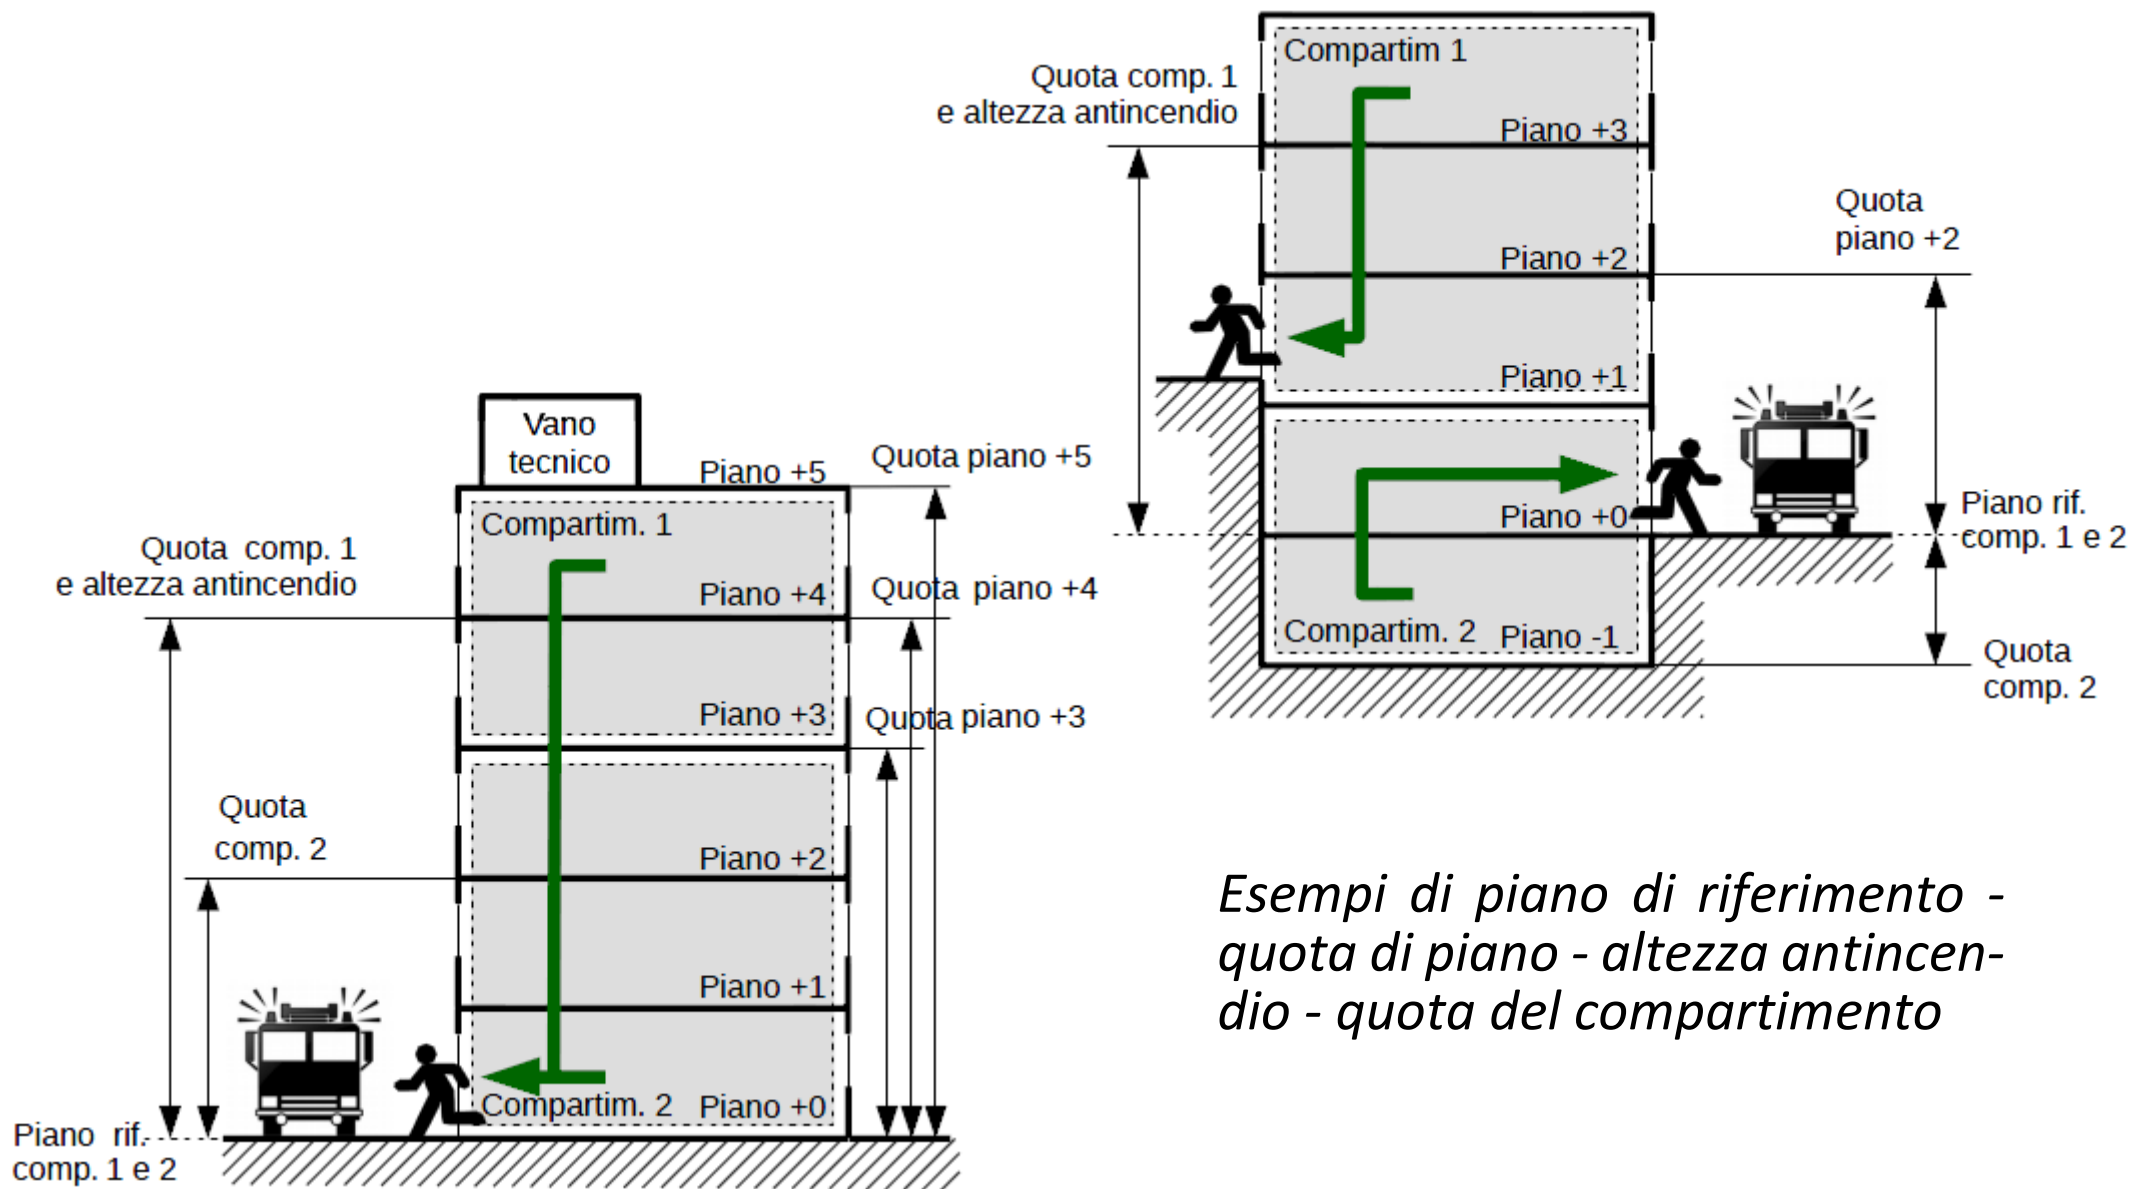 Compartim 1
Quota comp. 1
e altezza antincendio
Piano +3
Quota
piano +2
Piano +2
Piano +1
Piano +0
Piano rif.
comp. 1 e 2
Compartim. 2 Piano -1
Quota
comp. 2
Vano
tecnico
Piano +5
Quota piano +5
Compartim. 1
Quota comp. 1
e altezza antincendio
Piano +4
Quota piano +4
Piano +3
Quota piano +3
Quota
comp. 2
Piano +2
Piano +1
Compartim. 2 Piano +0
Piano rif.
comp. 1 e 2
Esempi di piano di riferimento -
quota di piano - altezza antincen-
dio - quota del compartimento